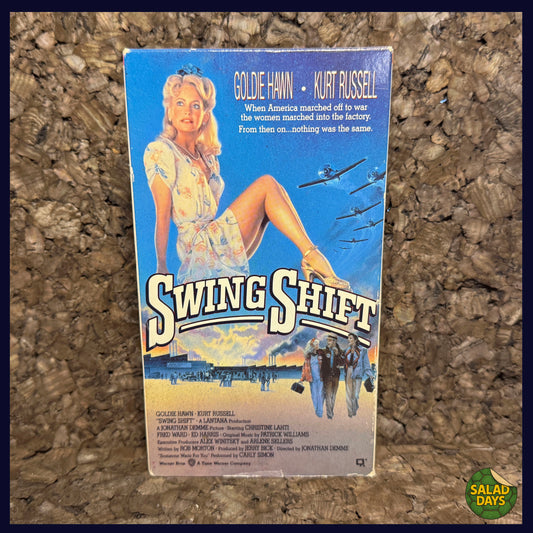 GOLDIE HAWN • KURT RUSSELL
When America marched off to war
the women marched into the factory.
From then on...nothing was the same.
SWING SHIFT
GOLDIE HAWN · KURT RUSSELL
"SWING SHIFT" · A LANTANA Production
A JONATHAN DEMME Picture · Starring CHRISTINE LAHTI
FRED WARD · ED HARRIS · Original Music by PATRICK WILLIAMS
Executive Producers ALEX WINITSKY and ARLENE SELLERS
Written by ROB MORTON · Produced by JERRY BICK · Directed by JONATHAN DEMME
"Someone Waits For You" Performed by CARLY SIMON
Warner Bros. A Time Warner Company
SALAD
DAYS